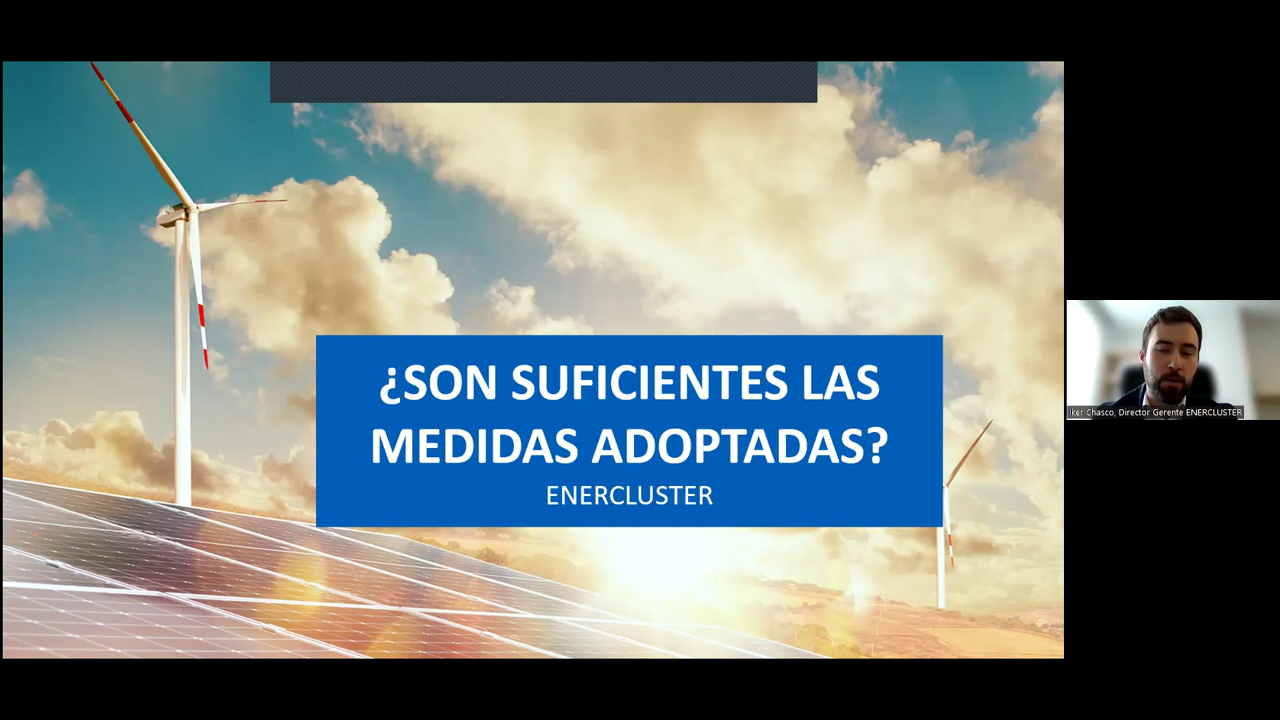 ¿SON SUFICIENTES LAS
MEDIDAS ADOPTADAS?
ENERCLUSTER
Iker Chasco, Director Gerente ENERCLUSTER